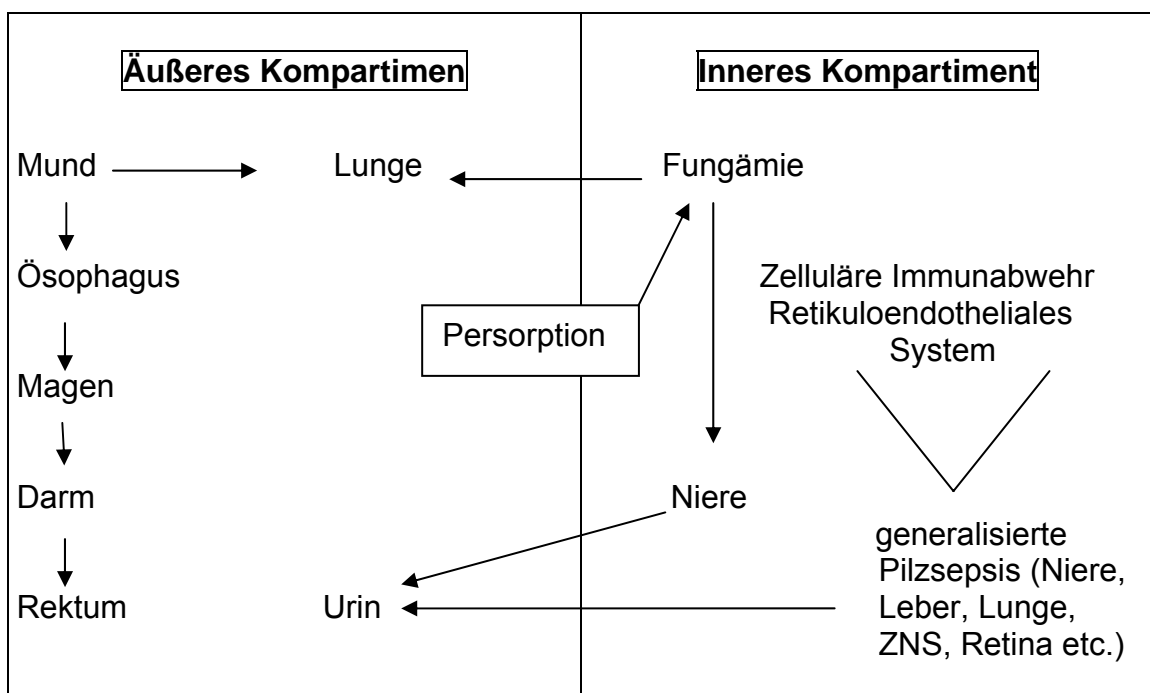 Äußeres Kompartimen
Inneres Kompartiment
Mund
Lunge
Fungämie
Ösophagus
Zelluläre Immunabwehr
Retikuloendotheliales
System
Persorption
Magen
Darm
Niere
generalisierte
Pilzsepsis (Niere,
Leber, Lunge,
ZNS, Retina etc.)
Rektum
Urin